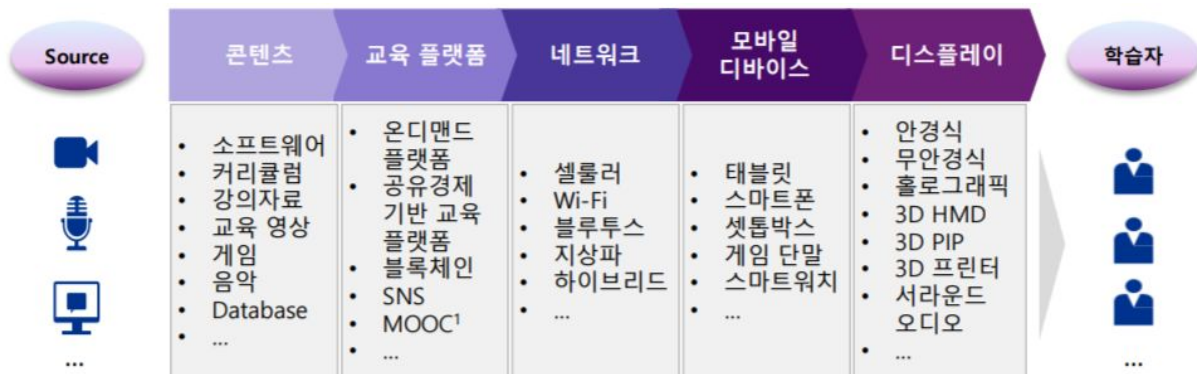 Source
...
콘텐츠
• 소프트웨어
• 커리큘럼
• 강의자료
• 교육 영상
• 게임
• 음악
• Database
• ...
교육 플랫폼
• 온디맨드
플랫폼
• 공유경제
기반 교육
플랫폼
• 블록체인
• SNS
• MOOC¹
• ...
네트워크
• 셀룰러
• Wi-Fi
• 블루투스
• 지상파
• 하이브리드
• ...
모바일
디바이스
• 태블릿
• 스마트폰
• 셋톱박스
• 게임 단말
• 스마트워치
• ...
디스플레이
• 안경식
• 무안경식
• 홀로그래픽
• 3D HMD
• 3D PIP
• 3D 프린터
• 서라운드
오디오
• ...
학습자
...